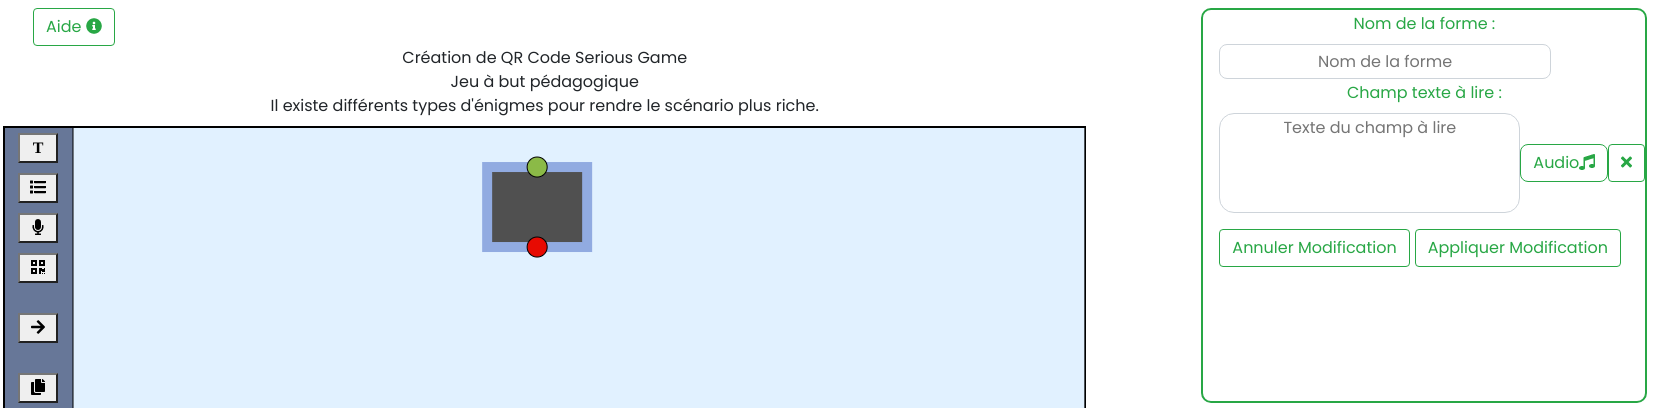 Aide
Création de QR Code Serious Game
Jeu à but pédagogique
Il existe différents types d'énigmes pour rendre le scénario plus riche.
T
Nom de la forme :
Nom de la forme
Champ texte à lire :
Texte du champ à lire
Audio
Annuler Modification
Appliquer Modification